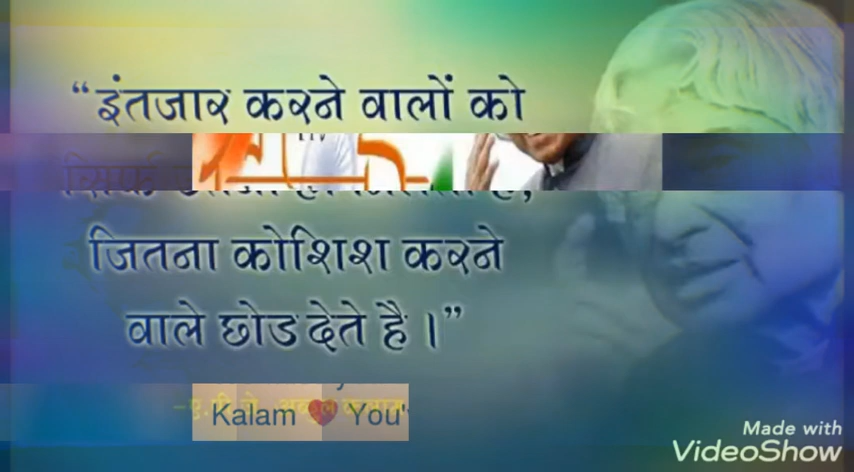 “इंतजार करने वालों को
जितना कोशिश करने
वाले छोड देते है ।”
Kalam ❤ You"
Made with
VideoShow